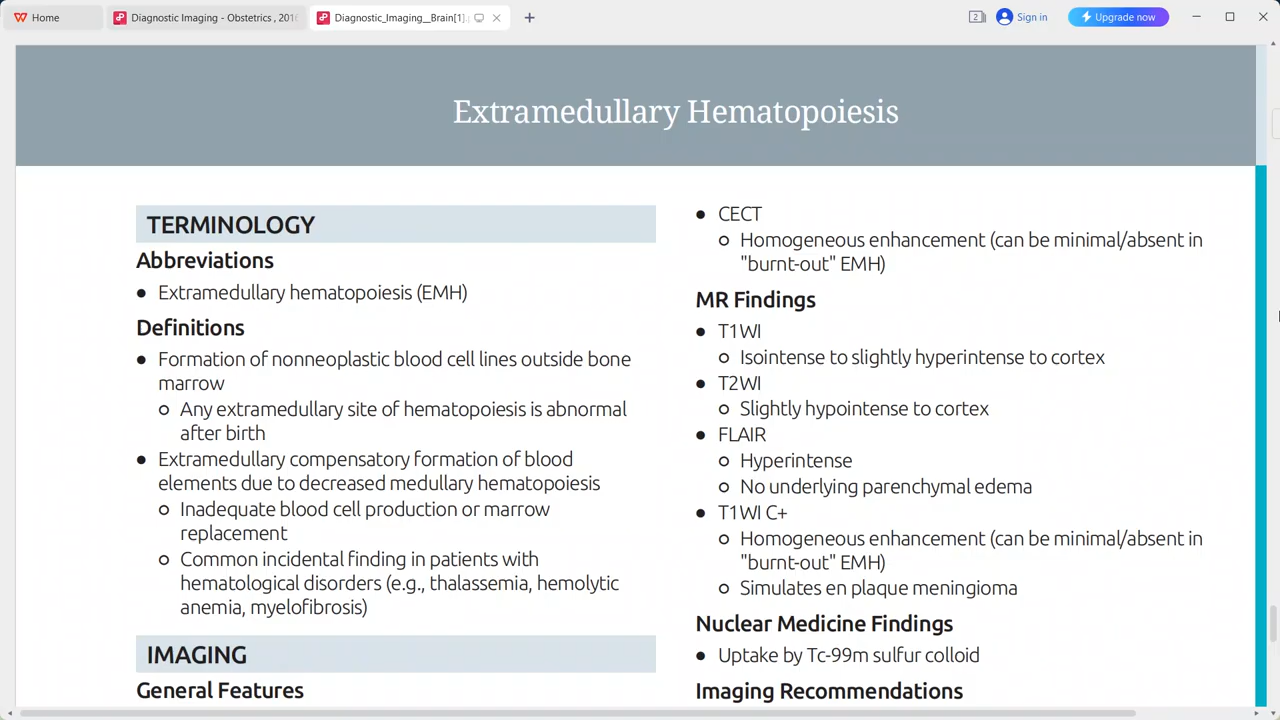 Home
Diagnostic Imaging - Obstetrics , 2016
Diagnostic_Imaging__Brain[1].
2
Sign in
Upgrade now
Extramedullary Hematopoiesis
TERMINOLOGY
Abbreviations
● Extramedullary hematopoiesis (EMH)
Definitions
● Formation of nonneoplastic blood cell lines outside bone
marrow
○ Any extramedullary site of hematopoiesis is abnormal
after birth
● Extramedullary compensatory formation of blood
elements due to decreased medullary hematopoiesis
○ Inadequate blood cell production or marrow
replacement
○ Common incidental finding in patients with
hematological disorders (e.g., thalassemia, hemolytic
anemia, myelofibrosis)
IMAGING
General Features
● CECT
○ Homogeneous enhancement (can be minimal/absent in
"burnt-out" EMH)
MR Findings
● T1WI
○ Isointense to slightly hyperintense to cortex
● T2WI
○ Slightly hypointense to cortex
● FLAIR
○ Hyperintense
○ No underlying parenchymal edema
● T1WI C+
○ Homogeneous enhancement (can be minimal/absent in
"burnt-out" EMH)
○ Simulates en plaque meningioma
Nuclear Medicine Findings
● Uptake by Tc-99m sulfur colloid
Imaging Recommendations